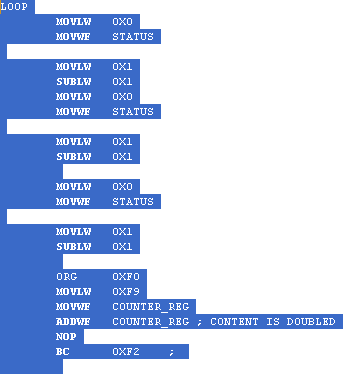 LOOP
MOVLW 0X0
MOVWF STATUS
MOVLW 0X1
SUBLW 0X1
MOVLW 0X0
MOVWF STATUS
MOVLW 0X1
SUBLW 0X1
MOVLW 0X0
MOVWF STATUS
MOVLW 0X1
SUBLW 0X1
ORG 0XF0
MOVLW 0XF9
MOVWF COUNTER_REG
ADDWF COUNTER_REG ; CONTENT IS DOUBLED
NOP
BC 0XF2 ;